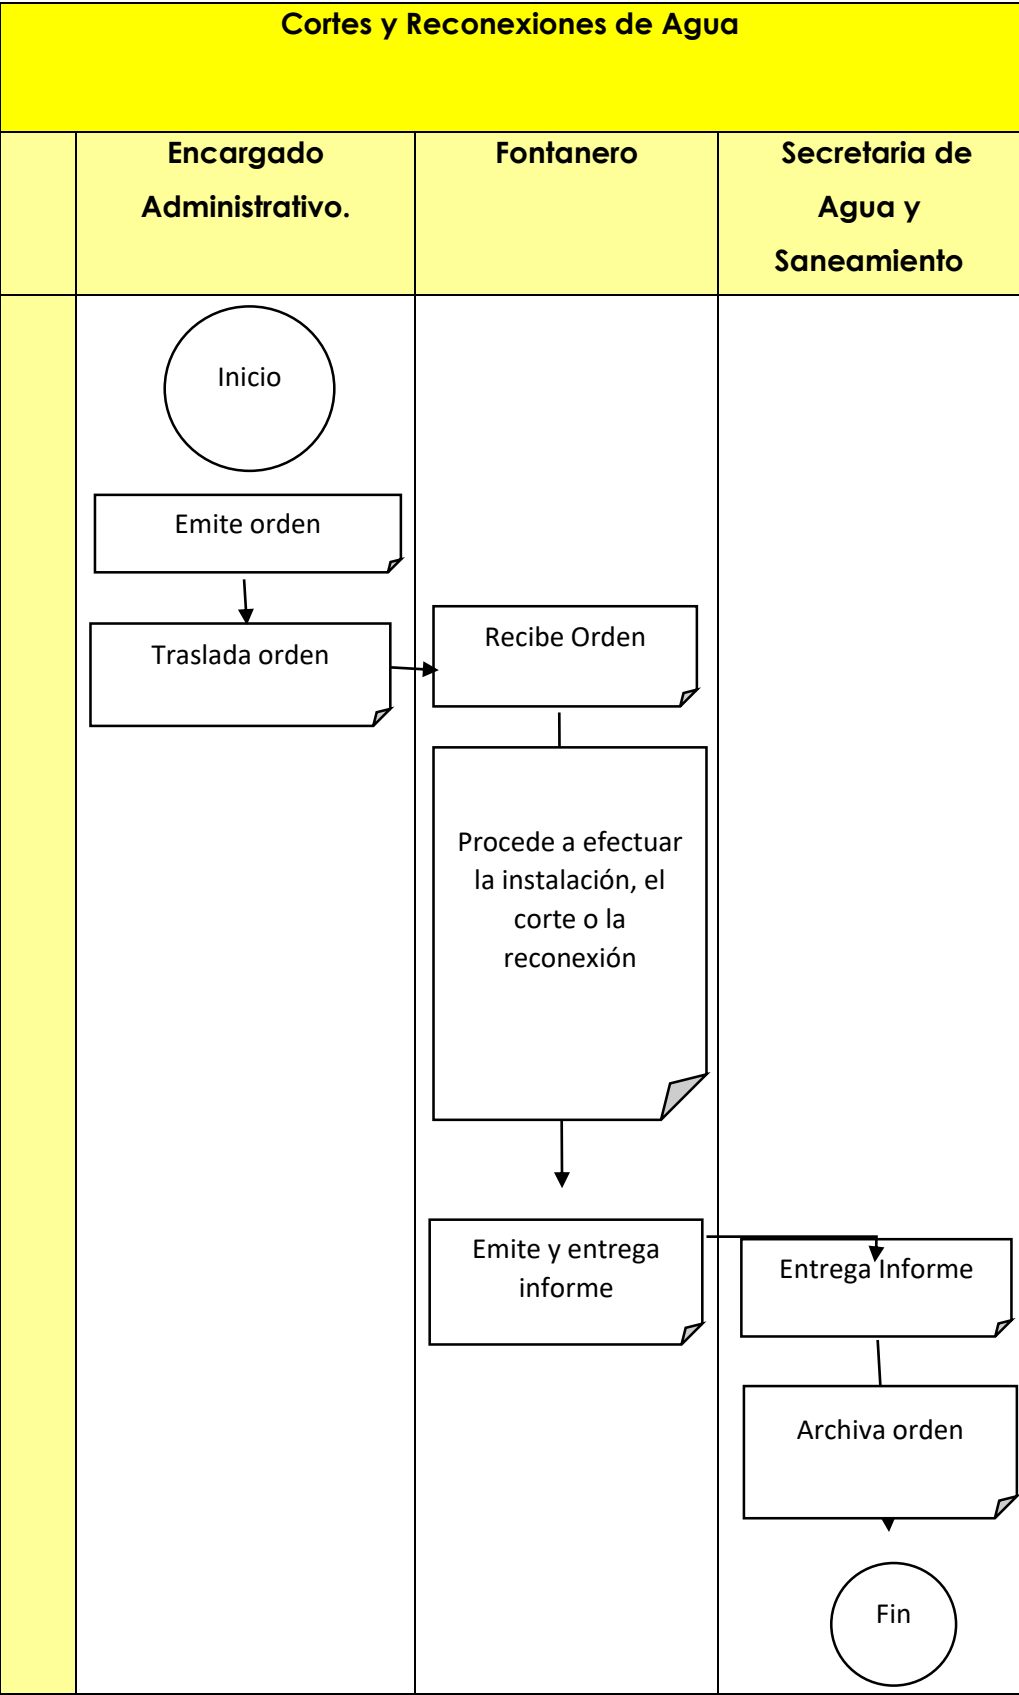 Cortes y Reconexiones de Agua
Encargado
Administrativo.
Fontanero
Secretaria de
Agua y
Saneamiento
Inicio
Emite orden
Traslada orden
Recibe Orden
Procede a efectuar
la instalación, el
corte o la
reconexión
Emite y entrega
informe
Entrega Informe
Archiva orden
Fin